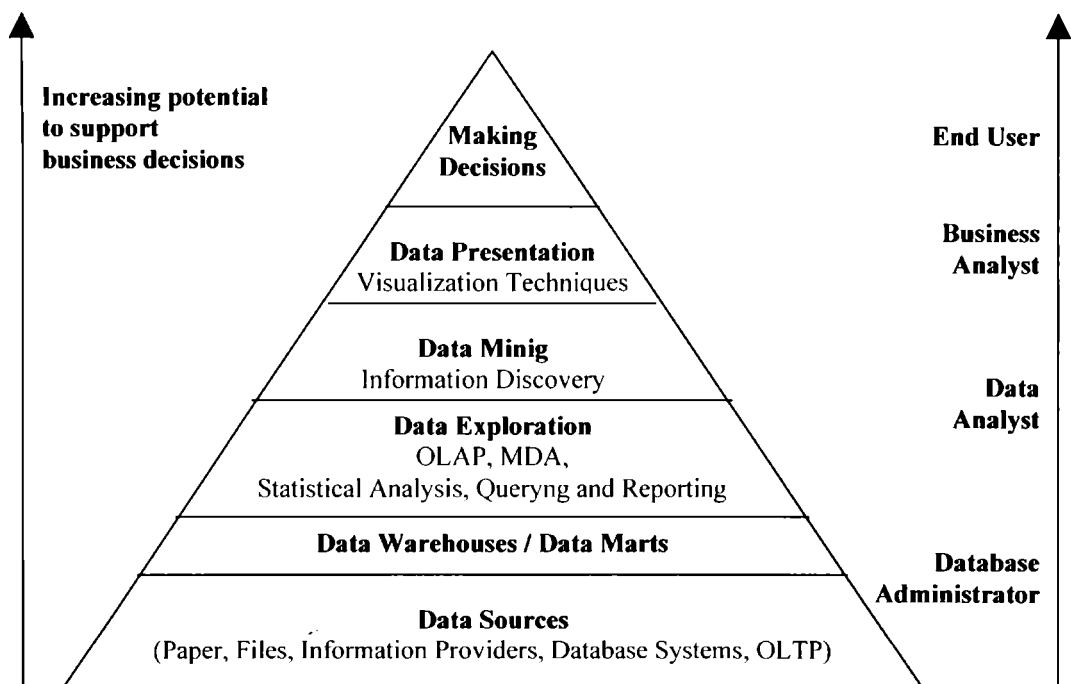 Increasing potential
to support
business decisions
Making
Decisions
End User
Data Presentation
Visualization Techniques
Business
Analyst
Data Minig
Information Discovery
Data Exploration
OLAP, MDA,
Statistical Analysis, Queryng and Reporting
Data
Analyst
Data Warehouses / Data Marts
Data Sources
(Paper, Files, Information Providers, Database Systems, OLTP)
Database
Administrator